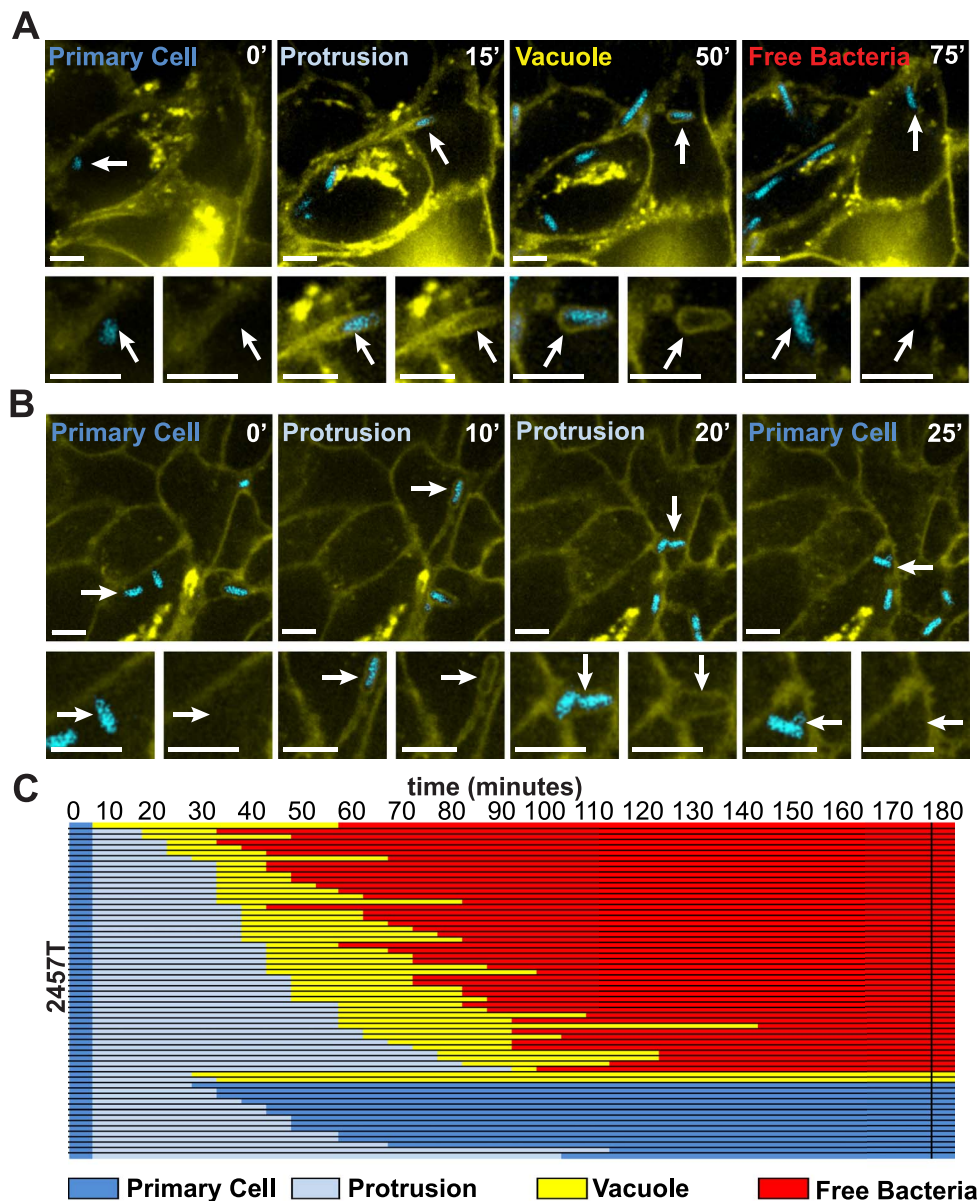 A
Primary Cell 0’ Protrusion 15’ Vacuole 50’ Free Bacteria 75’
B
Primary Cell 0’ Protrusion 10’ Protrusion 20’ Primary Cell 25’
C
time (minutes)
0 10 20 30 40 50 60 70 80 90 100 110 120 130 140 150 160 170 180
2457T
Primary Cell Protrusion Vacuole Free Bacteria